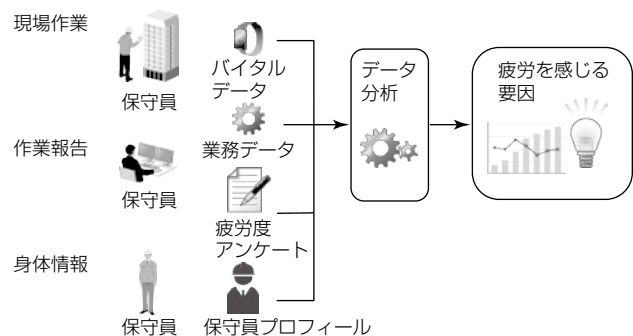 現場作業
保守員
バイタル
データ
作業報告
保守員
業務データ
疲労度
アンケート
身体情報
保守員
保守員プロフィール
データ
分析
疲労を感じる
要因